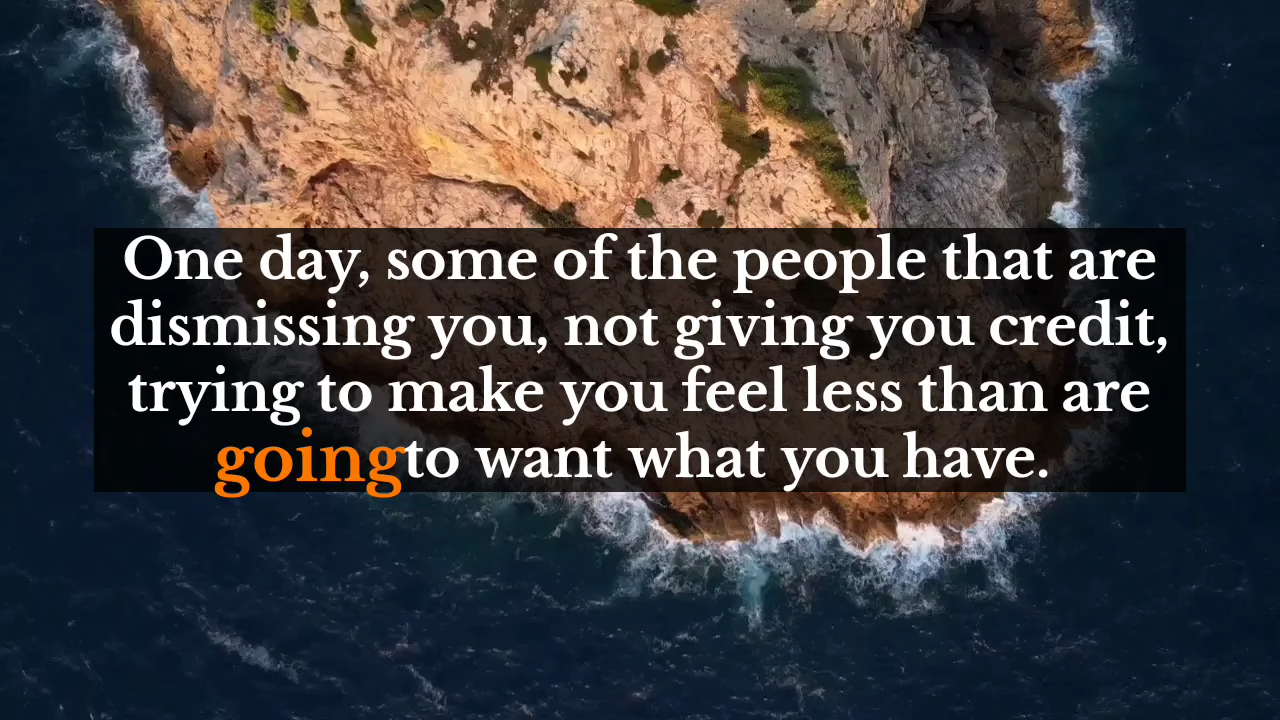 One day, some of the people that are
dismissing you, not giving you credit,
trying to make you feel less than are
going to want what you have.